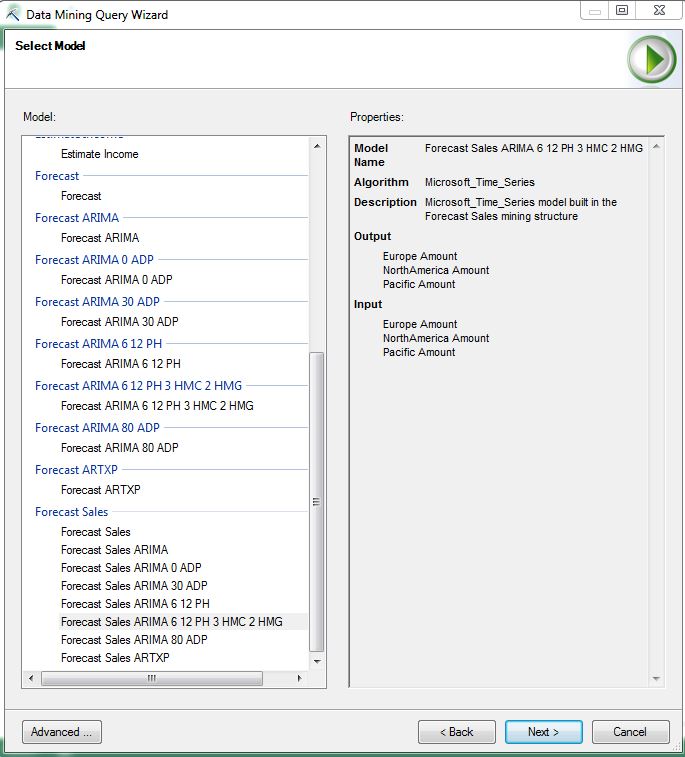 Data Mining Query Wizard
Select Model
Model:
Estimate Income
Estimate Income
Forecast
Forecast
Forecast ARIMA
Forecast ARIMA
Forecast ARIMA 0 ADP
Forecast ARIMA 0 ADP
Forecast ARIMA 30 ADP
Forecast ARIMA 30 ADP
Forecast ARIMA 6 12 PH
Forecast ARIMA 6 12 PH
Forecast ARIMA 6 12 PH 3 HMC 2 HMG
Forecast ARIMA 6 12 PH 3 HMC 2 HMG
Forecast ARIMA 80 ADP
Forecast ARIMA 80 ADP
Forecast ARTXP
Forecast ARTXP
Forecast Sales
Forecast Sales
Forecast Sales ARIMA
Forecast Sales ARIMA 0 ADP
Forecast Sales ARIMA 30 ADP
Forecast Sales ARIMA 6 12 PH
Forecast Sales ARIMA 6 12 PH 3 HMC 2 HMG
Forecast Sales ARIMA 80 ADP
Forecast Sales ARTXP
Properties:
Model Forecast Sales ARIMA 6 12 PH 3 HMC 2 HMG
Name
Algorithm Microsoft_Time_Series
Description Microsoft_Time_Series model built in the
Forecast Sales mining structure
Output
Europe Amount
NorthAmerica Amount
Pacific Amount
Input
Europe Amount
NorthAmerica Amount
Pacific Amount
Advanced ...
< Back
Next >
Cancel